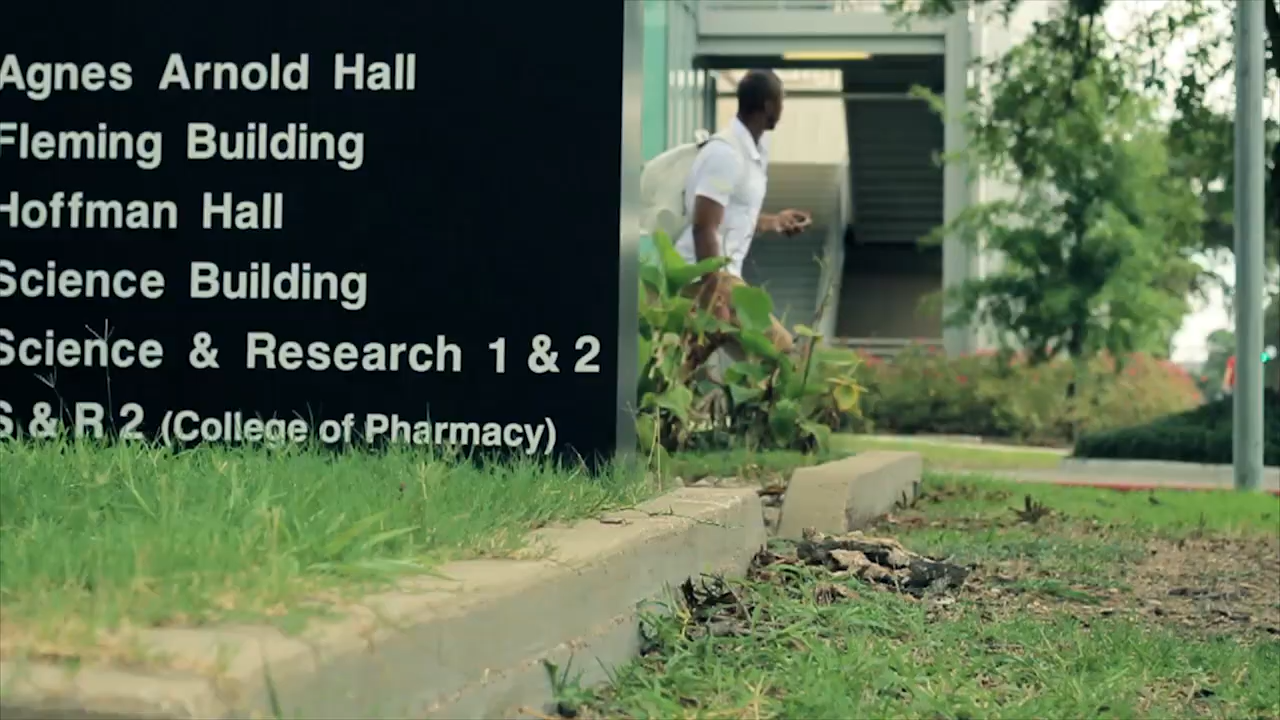 Agnes Arnold Hall
Fleming Building
Hoffman Hall
Science Building
Science & Research 1 & 2
S & R 2 (College of Pharmacy)